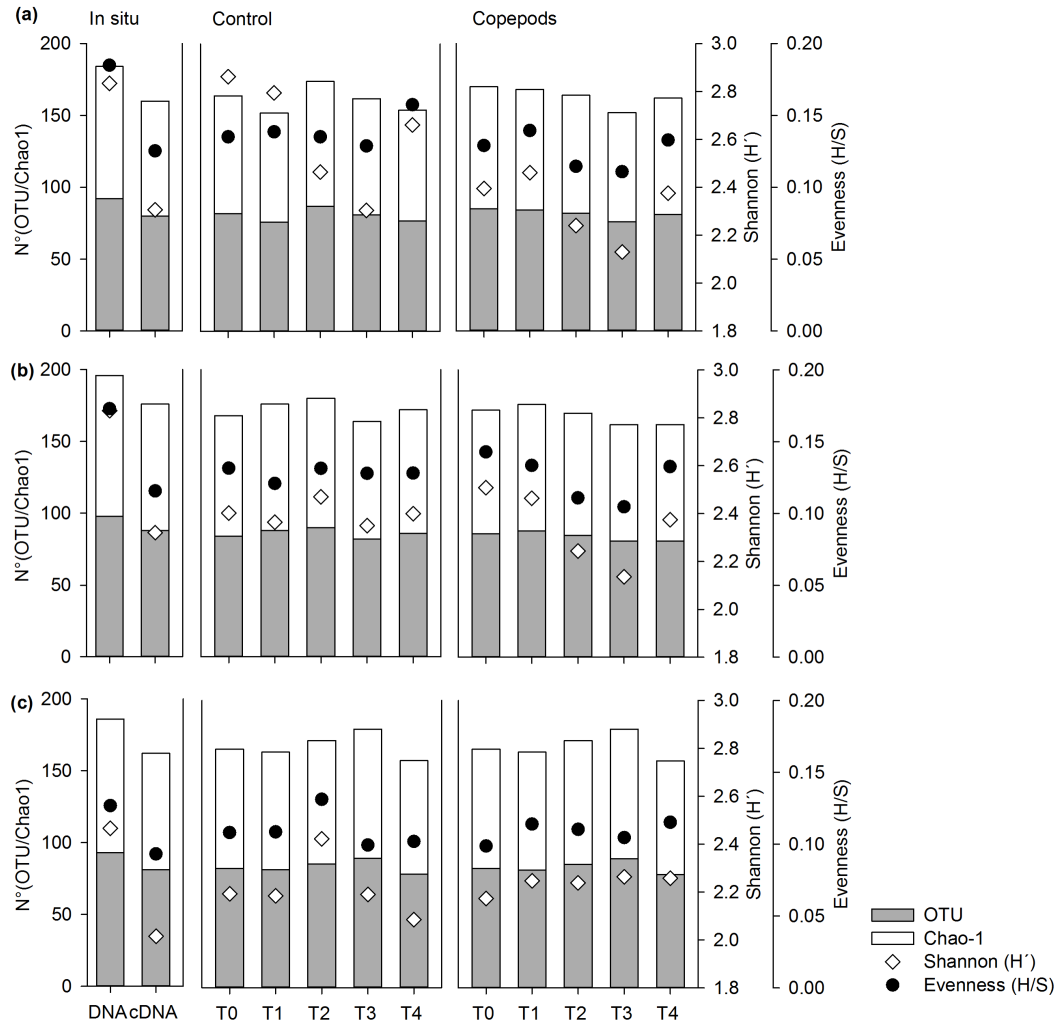 (a) In situ Control Copepods
200 3.0 0.20
150 2.8 0.15
2.6
100 2.4 0.10
2.2
50 2.0 0.05
0 1.8 0.00
N°(OTU/Chao1) Shannon (H´) Evenness (H/S)
(b) 200 3.0 0.20
150 2.8 0.15
2.6
100 2.4 0.10
2.2
50 2.0 0.05
0 1.8 0.00
N°(OTU/Chao1) Shannon (H´) Evenness (H/S)
(c) 200 3.0 0.20
150 2.8 0.15
2.6
100 2.4 0.10
2.2
50 2.0 0.05
0 1.8 0.00
N°(OTU/Chao1) Shannon (H´) Evenness (H/S)
DNA cDNA T0 T1 T2 T3 T4 T0 T1 T2 T3 T4
OTU
Chao-1
Shannon (H´)
Evenness (H/S)